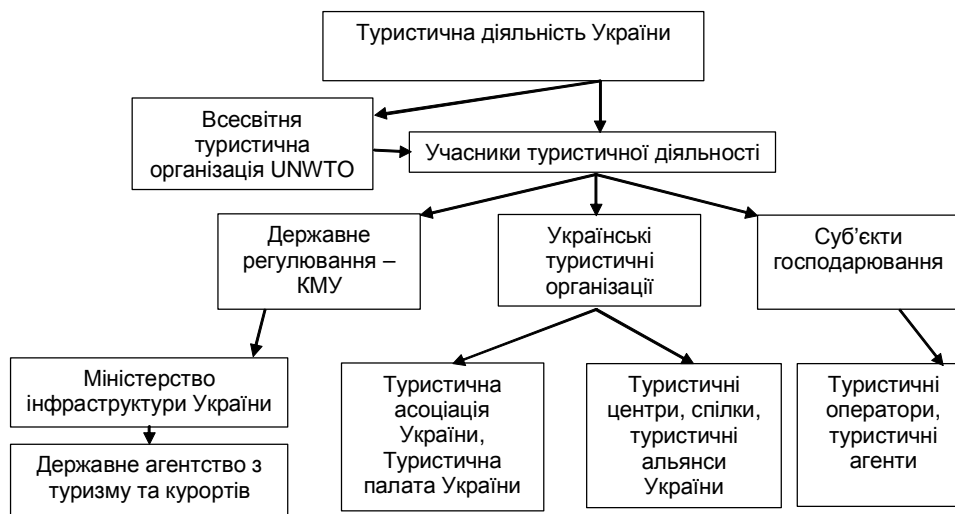 Туристична діяльність України
Всесвітня
туристична
організація UNWTO
Учасники туристичної діяльності
Державне
регулювання –
КМУ
Українські
туристичні
організації
Суб’єкти
господарювання
Міністерство
інфраструктури України
Державне агентство з
туризму та курортів
Туристична
асоціація
України,
Туристична
палата України
Туристичні
центри, спілки,
туристичні
альянси
України
Туристичні
оператори,
туристичні
агенти